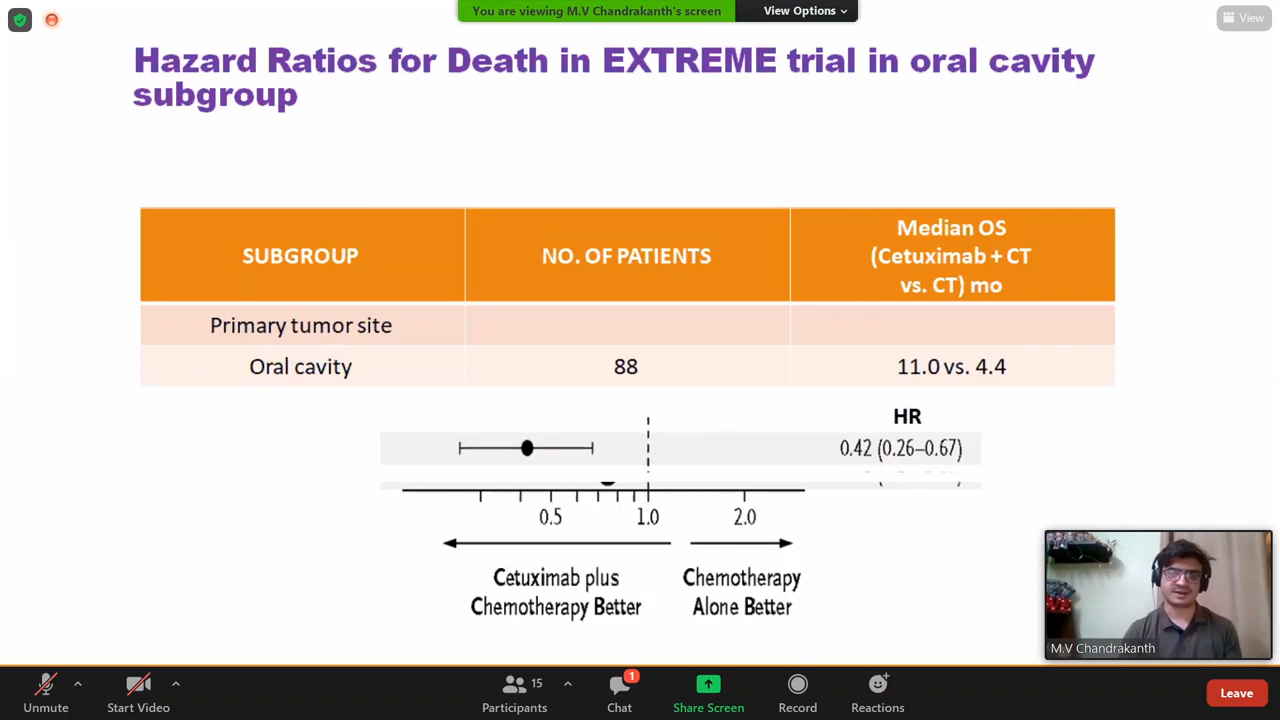 You are viewing M.V Chandrakanth's screen
View Options
View
Hazard Ratios for Death in EXTREME trial in oral cavity
subgroup
SUBGROUP
NO. OF PATIENTS
Median OS
(Cetuximab + CT
vs. CT) mo
Primary tumor site
Oral cavity
88
11.0 vs. 4.4
HR
0.42 (0.26–0.67)
0.5
1.0
2.0
Cetuximab plus
Chemotherapy Better
Chemotherapy
Alone Better
M.V Chandrakanth
Unmute
Start Video
15
Participants
1
Chat
Share Screen
Record
Reactions
Leave